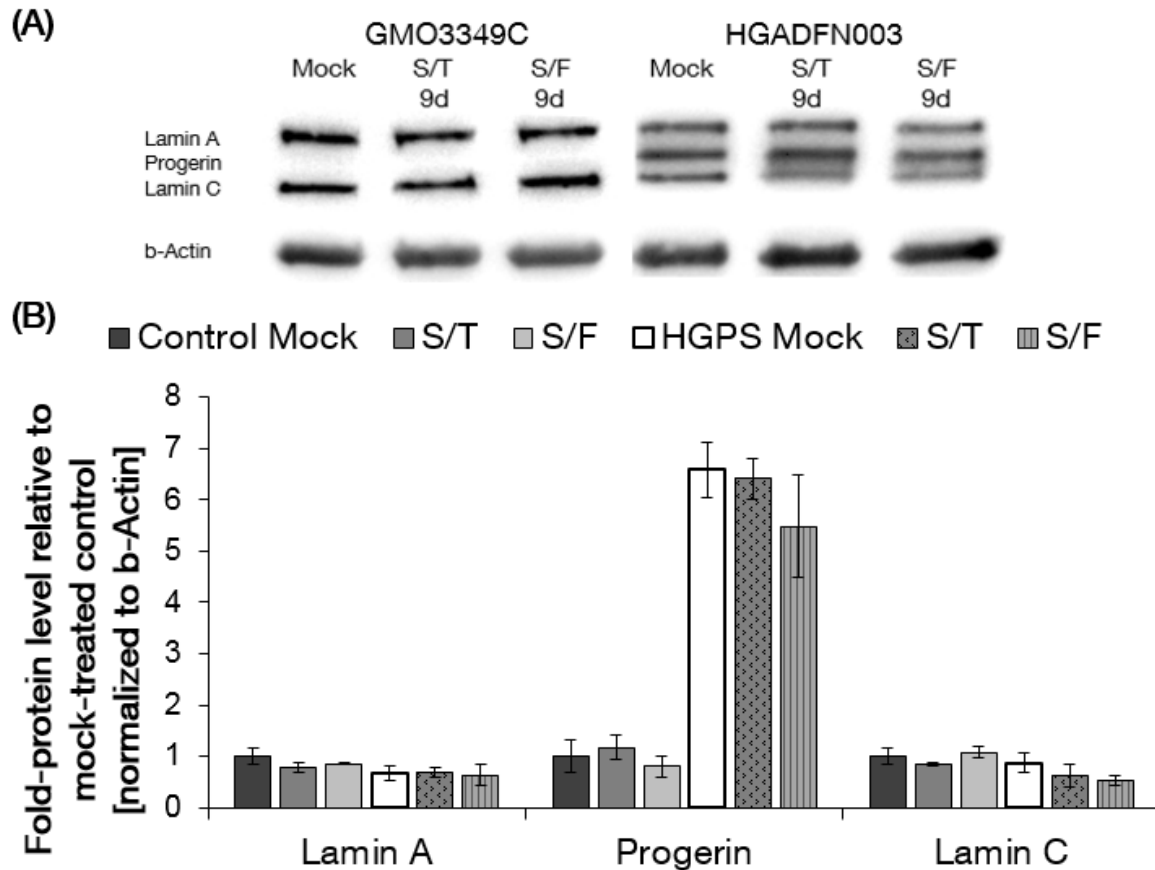 (A)
GMO3349C HGADFN003
Mock S/T S/F Mock S/T S/F
9d 9d 9d 9d
Lamin A
Progerin
Lamin C
b-Actin
(B)
Control Mock S/T S/F HGPS Mock S/T S/F
Fold-protein level relative to
mock-treated control
[normalized to b-Actin]
8
7
6
5
4
3
2
1
0
Lamin A Progerin Lamin C